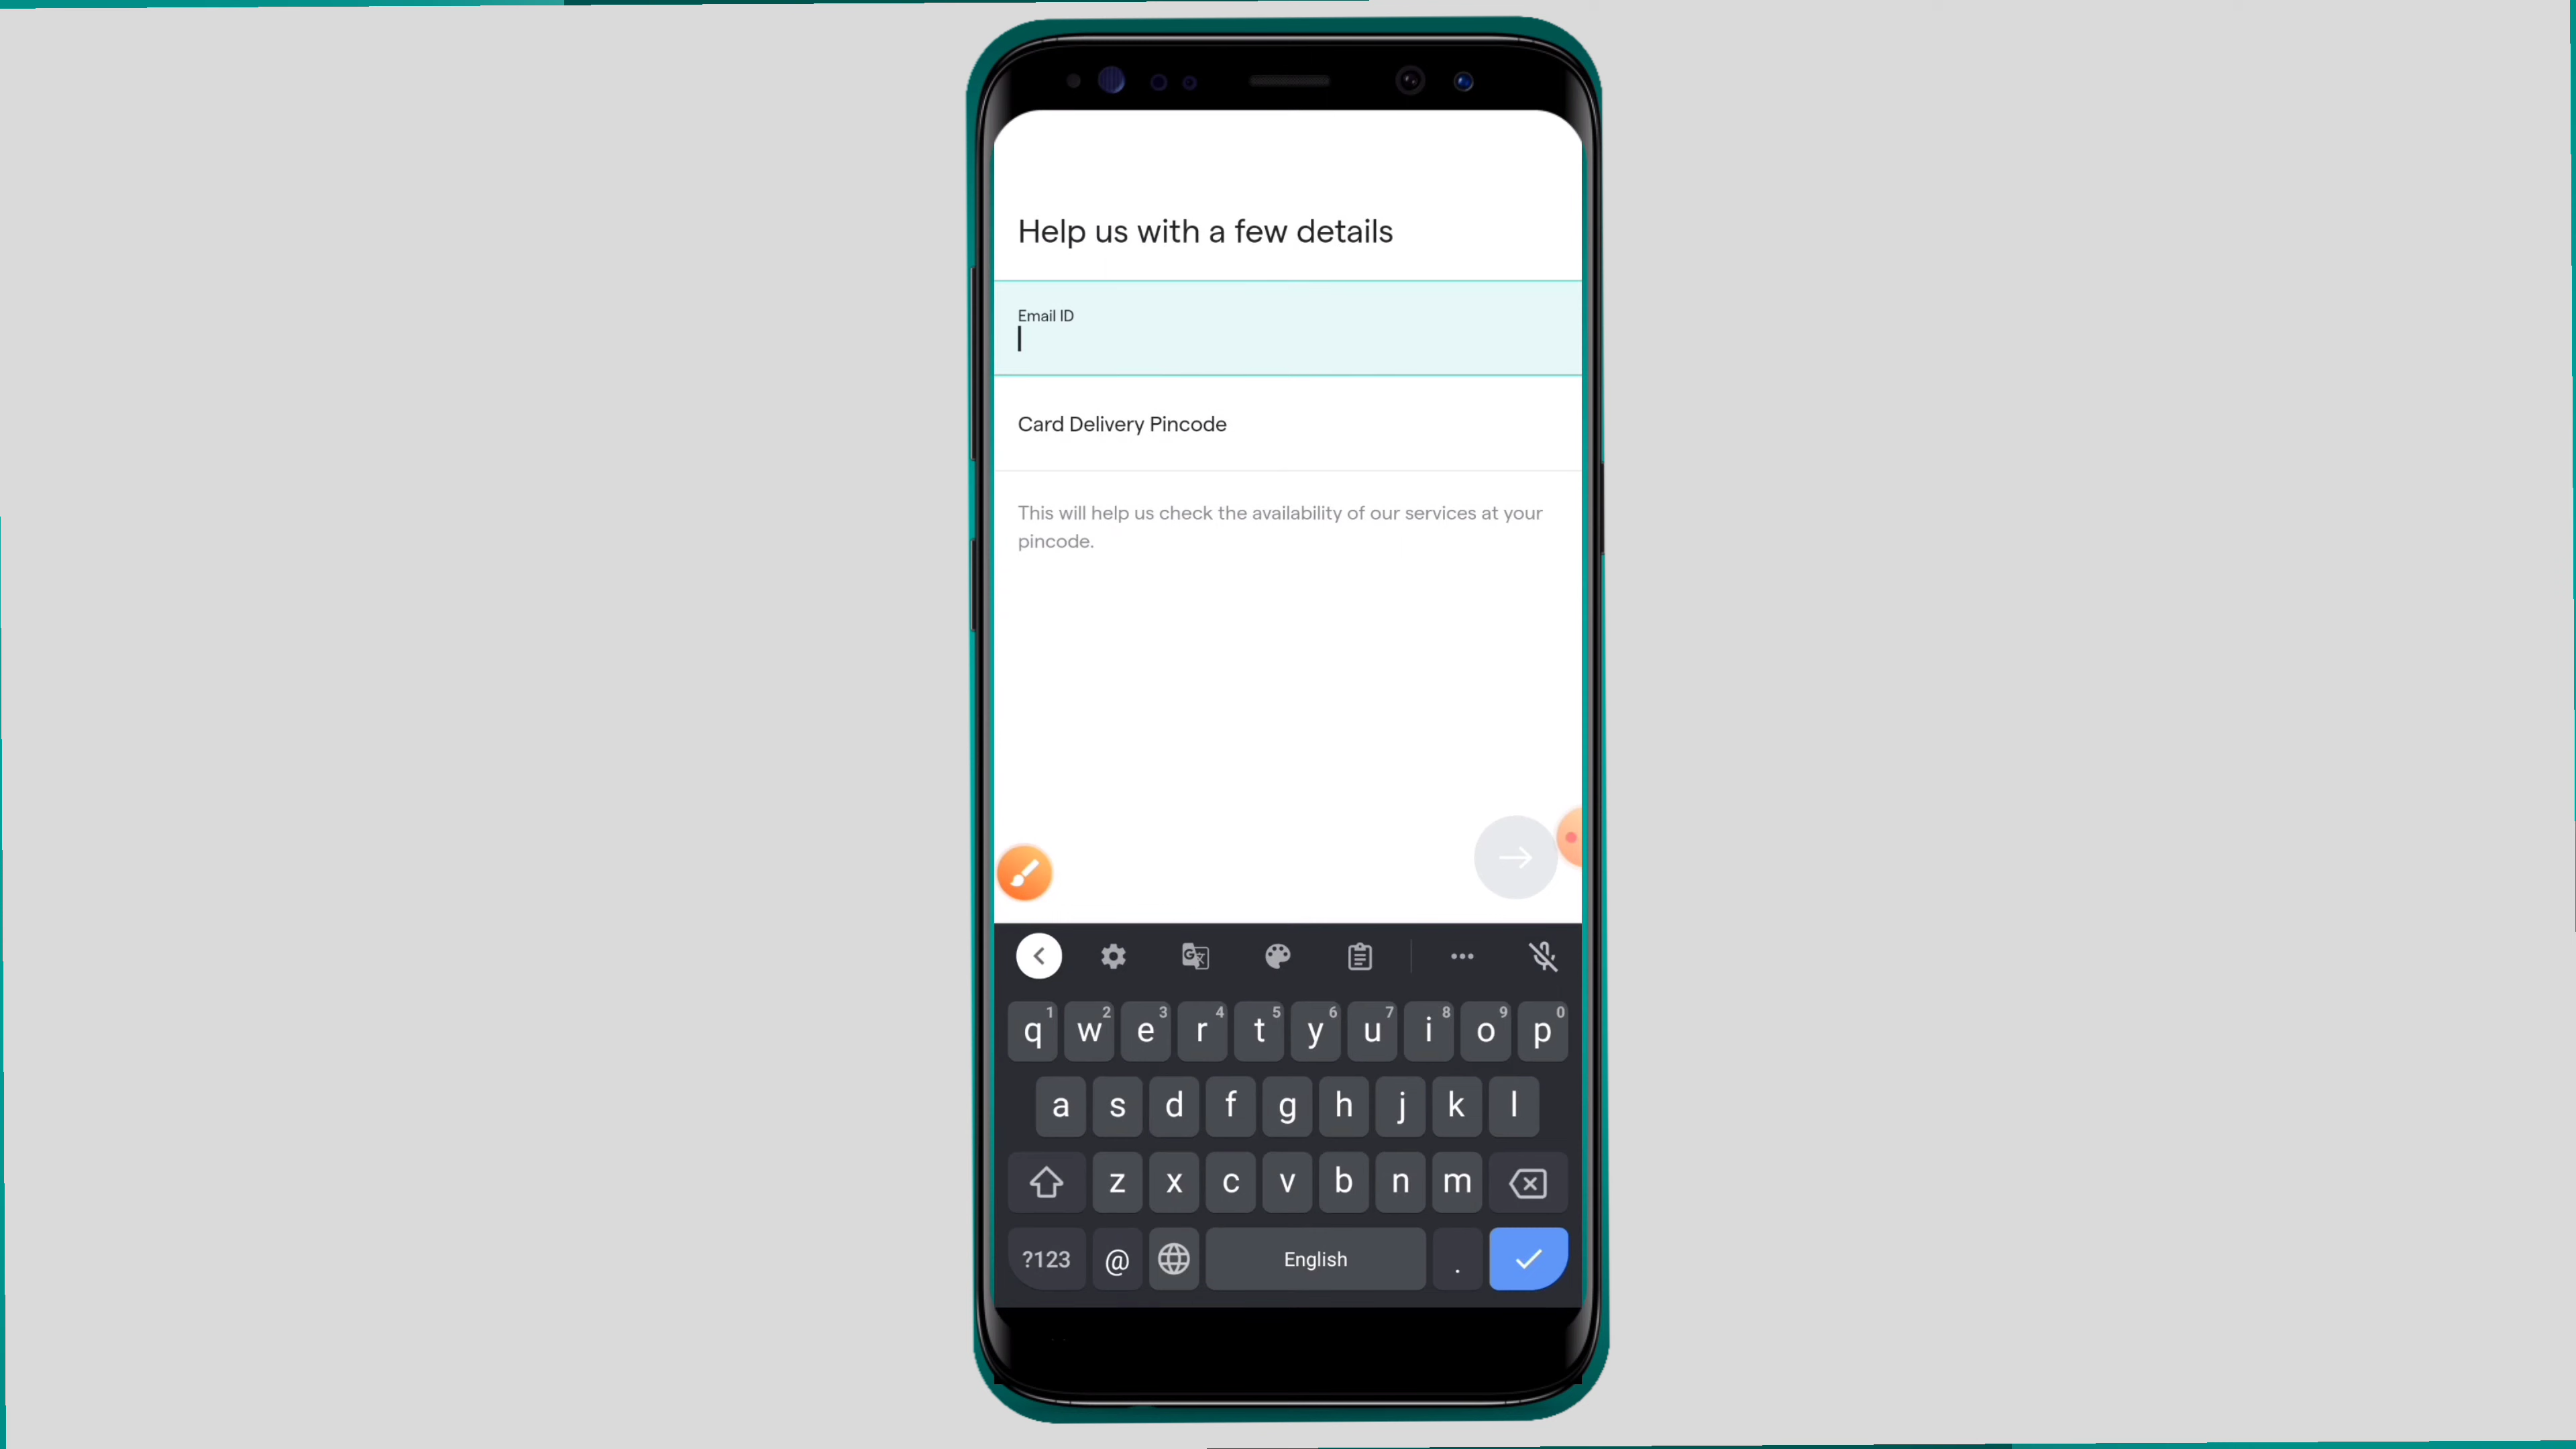 Help us with a few details
Email ID
Card Delivery Pincode
This will help us check the availability of our services at your
pincode.
1 2 3 4 5 6 7 8 9 0
q w e r t y u i o p
a s d f g h j k l
z x c v b n m
?123 @ English .